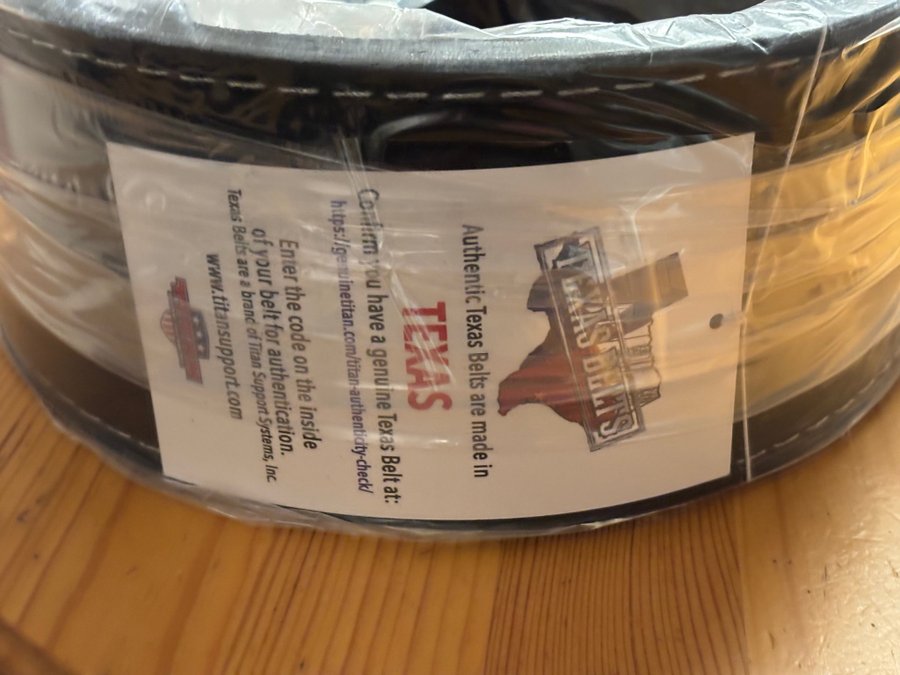 TEXAS BELTS
Authentic Texas Belts are made in
TEXAS
Confirm you have a genuine Texas Belt at:
https://genuinetitan.com/titan-authenticity-check/
Enter the code on the inside
of your belt for authentication.
Texas Belts are a brand of Titan Support Systems, Inc.
www.titansupport.com